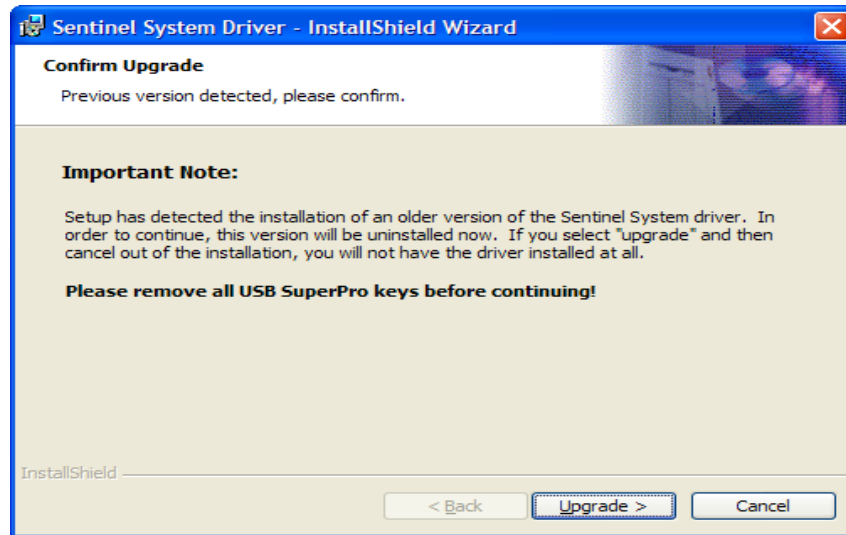 Sentinel System Driver - InstallShield Wizard
Confirm Upgrade
Previous version detected, please confirm.
Important Note:
Setup has detected the installation of an older version of the Sentinel System driver. In
order to continue, this version will be uninstalled now. If you select "upgrade" and then
cancel out of the installation, you will not have the driver installed at all.
Please remove all USB SuperPro keys before continuing!
InstallShield
< Back Upgrade > Cancel